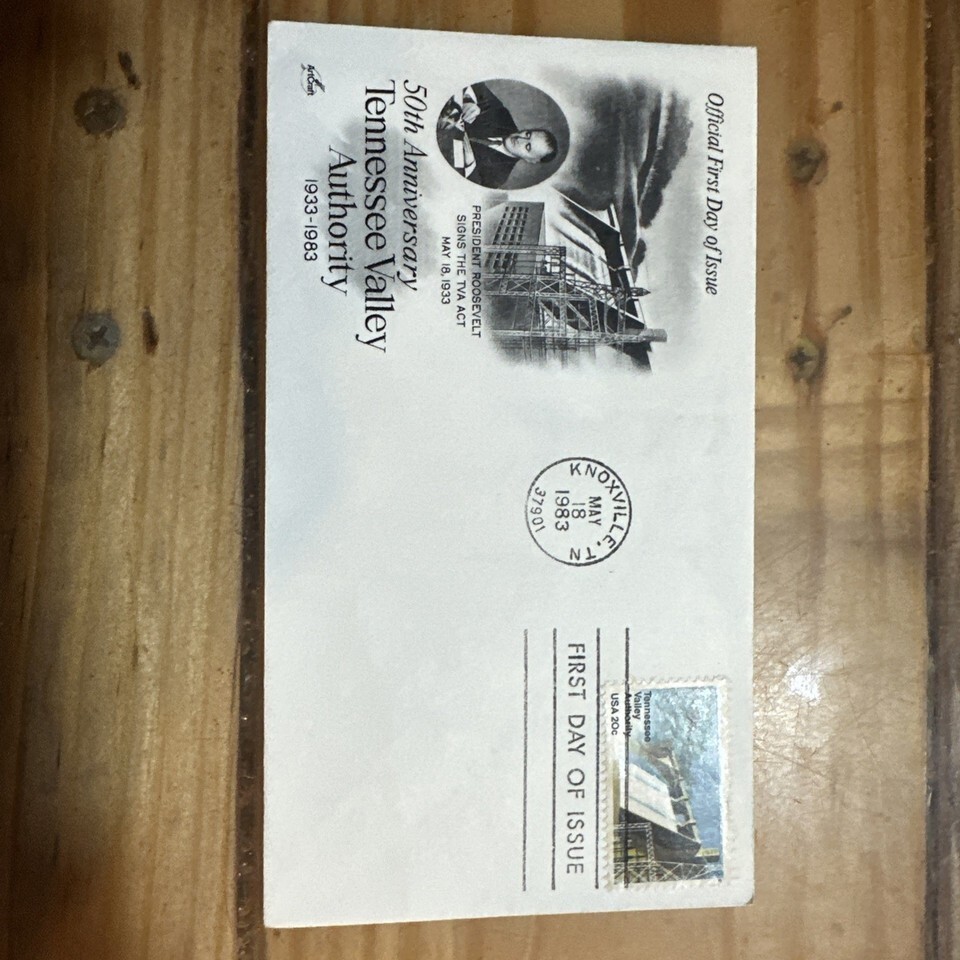 Official First Day of Issue
PRESIDENT ROOSEVELT
SIGNS THE TVA ACT
MAY 18, 1933
50th Anniversary
Tennessee Valley
Authority
1933-1983
ArtCraft
KNOXVILLE, TN
MAY
18
1983
37901
FIRST DAY OF ISSUE
Tennessee
Valley
Authority
USA 20c